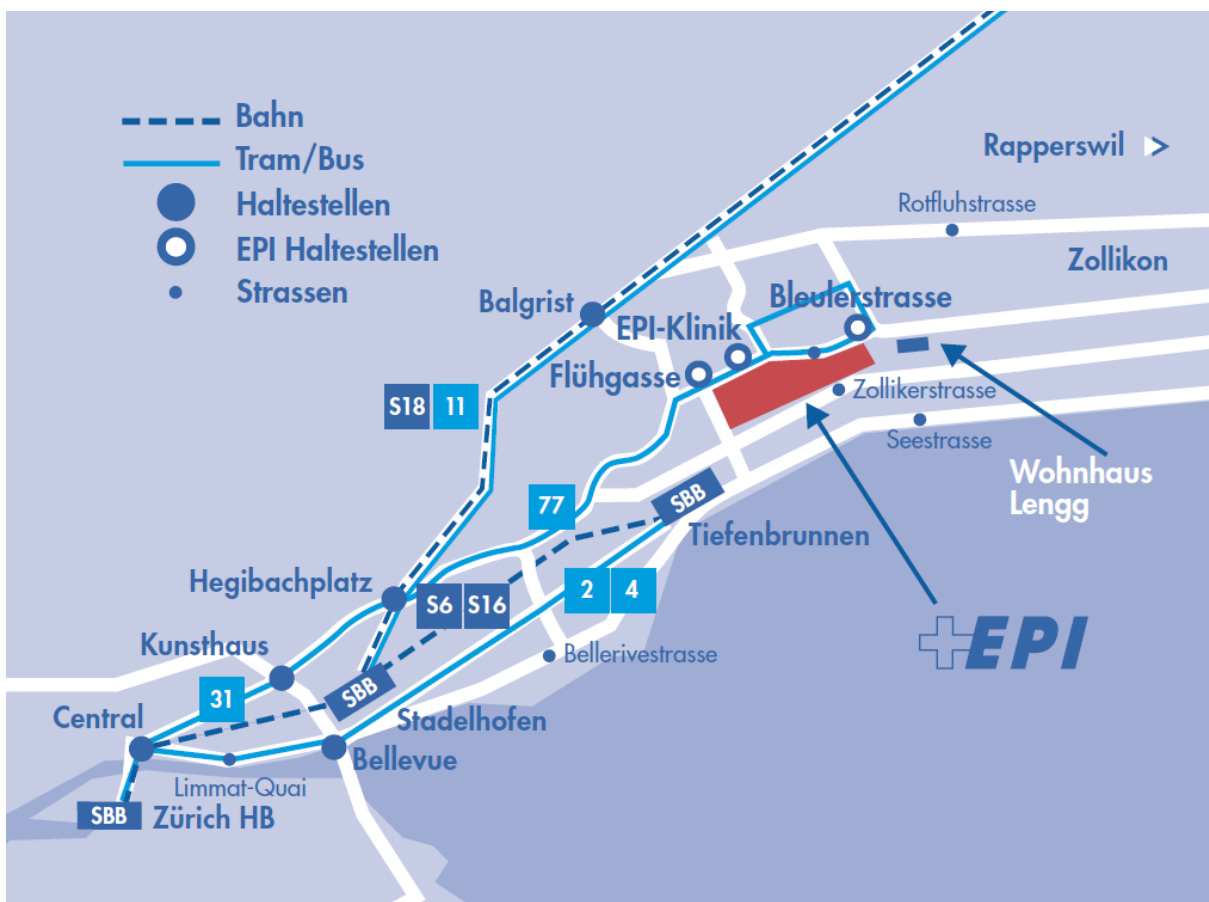 Bahn
Tram/Bus
Haltestellen
EPI Haltestellen
Strassen
Rapperswil
Rotfluhstrasse
Zollikon
Balgrist
Bleulerstrasse
EPI-Klinik
Flühgasse
Zollikerstrasse
S18 11
Seestrasse
Wohnhaus
Lengg
SBB
77
Tiefenbrunnen
Hegibachplatz
S6 S16
2 4
EPI
Kunsthaus
Bellerivestrasse
SBB
31
Central
Stadelhofen
Bellevue
Limmat-Quai
SBB
Zürich HB